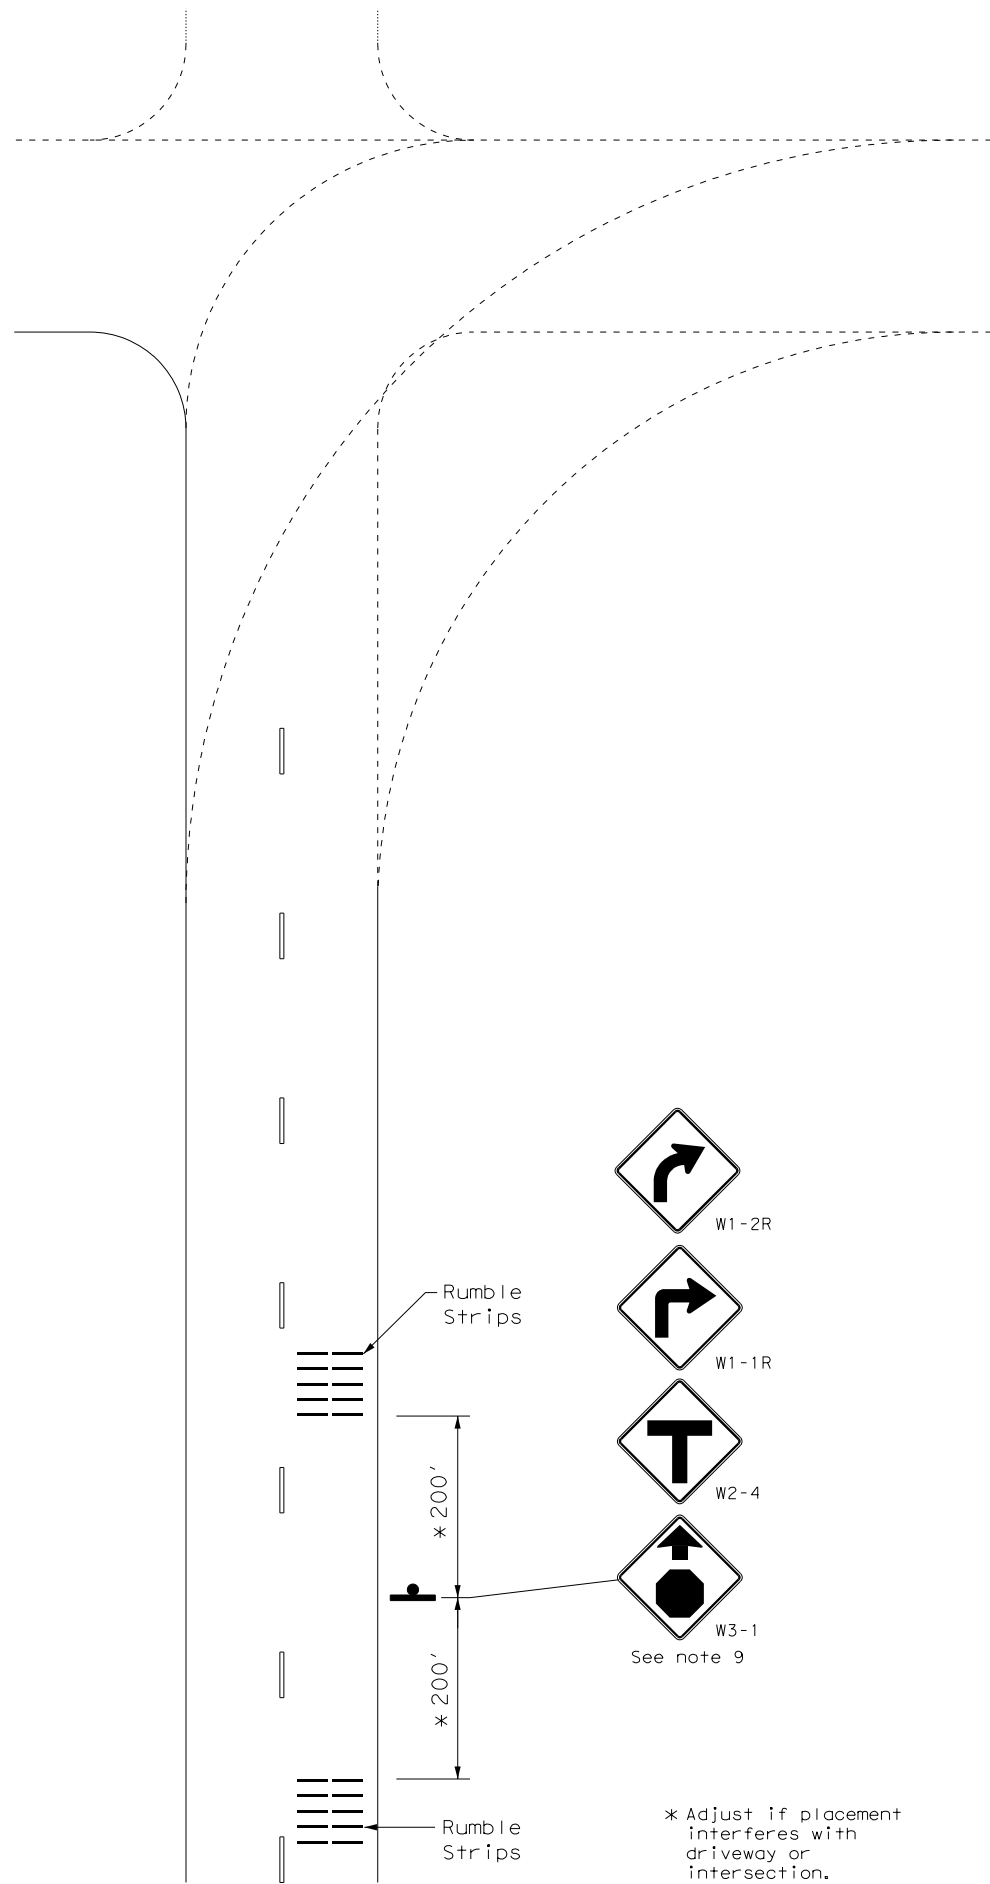 W1-2R
Rumble
Strips
W1-1R
*200'
W2-4
W3-1
See note 9
*200'
Rumble
Strips
* Adjust if placement
interferes with
driveway or
intersection.